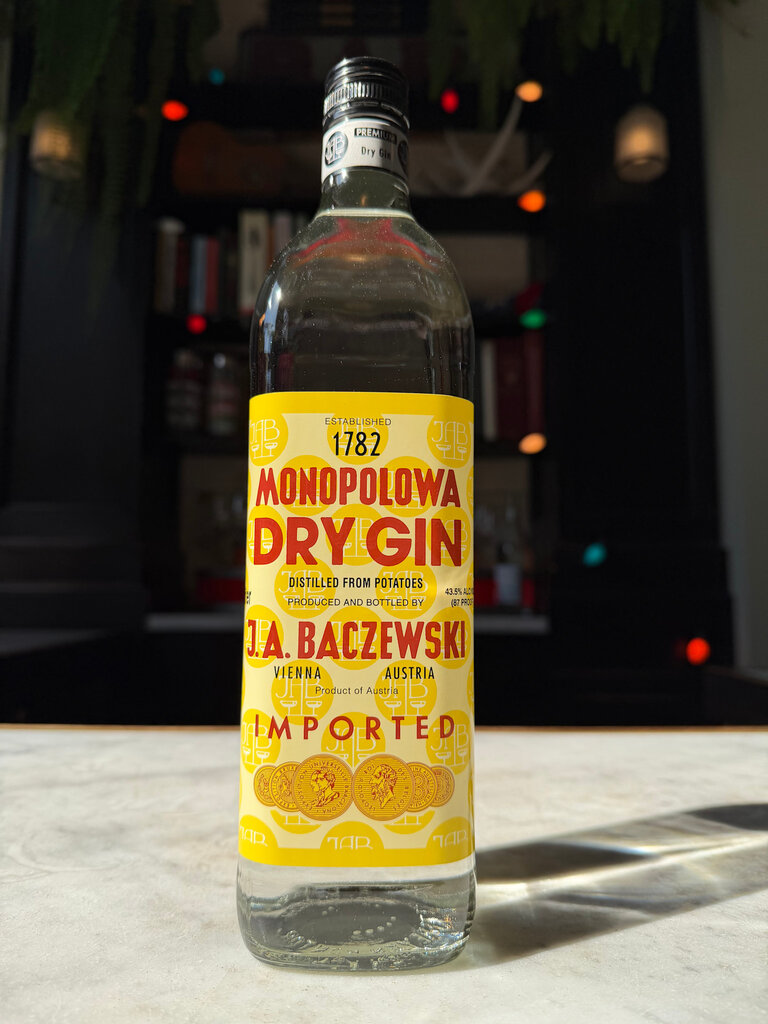 PREMIUM
Dry Gin
ESTABLISHED
1782
MONOPOLOWA
DRY GIN
DISTILLED FROM POTATOES
43.5% ALC
PRODUCED AND BOTTLED BY
(87 PROOF
J.A. BACZEWSKI
VIENNA AUSTRIA
Product of Austria
IMPORTED
JAB